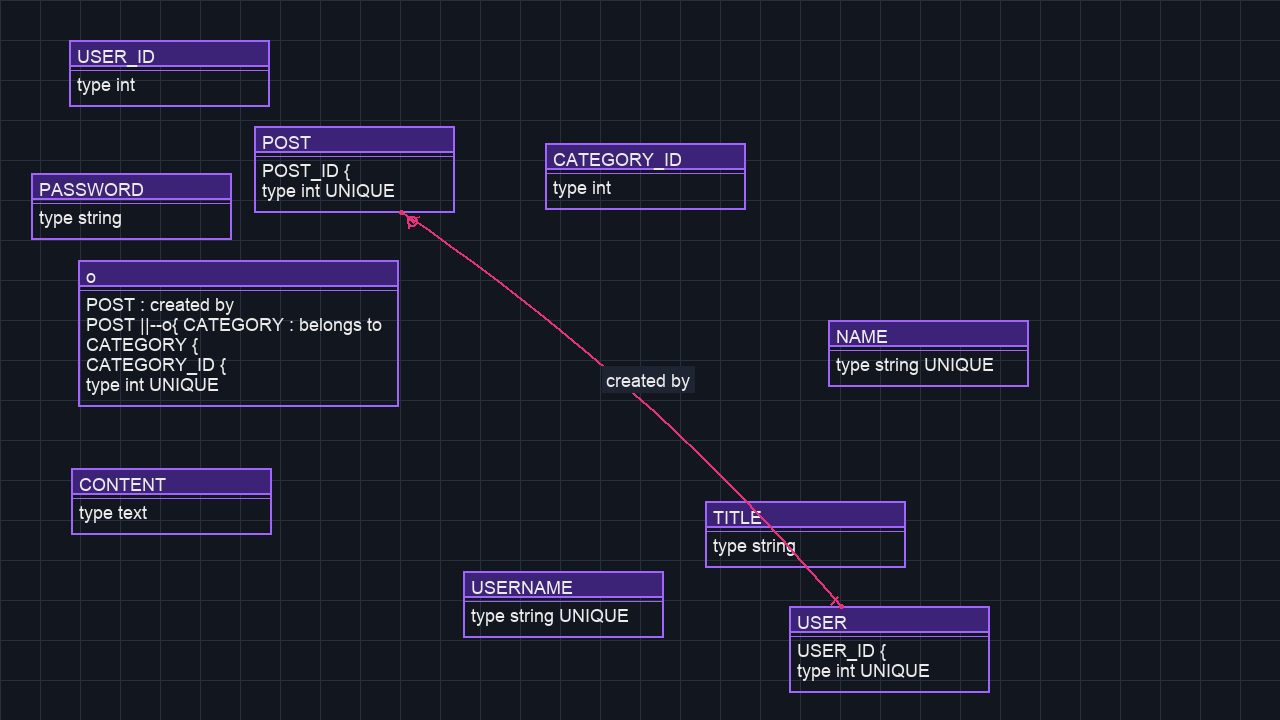 USER_ID
type int
POST
POST_ID {
type int UNIQUE
CATEGORY_ID
type int
PASSWORD
type string
o
POST : created by
POST ||--o{ CATEGORY : belongs to
CATEGORY {
CATEGORY_ID {
type int UNIQUE
NAME
type string UNIQUE
created by
CONTENT
type text
TITLE
type string
USERNAME
type string UNIQUE
USER
USER_ID {
type int UNIQUE